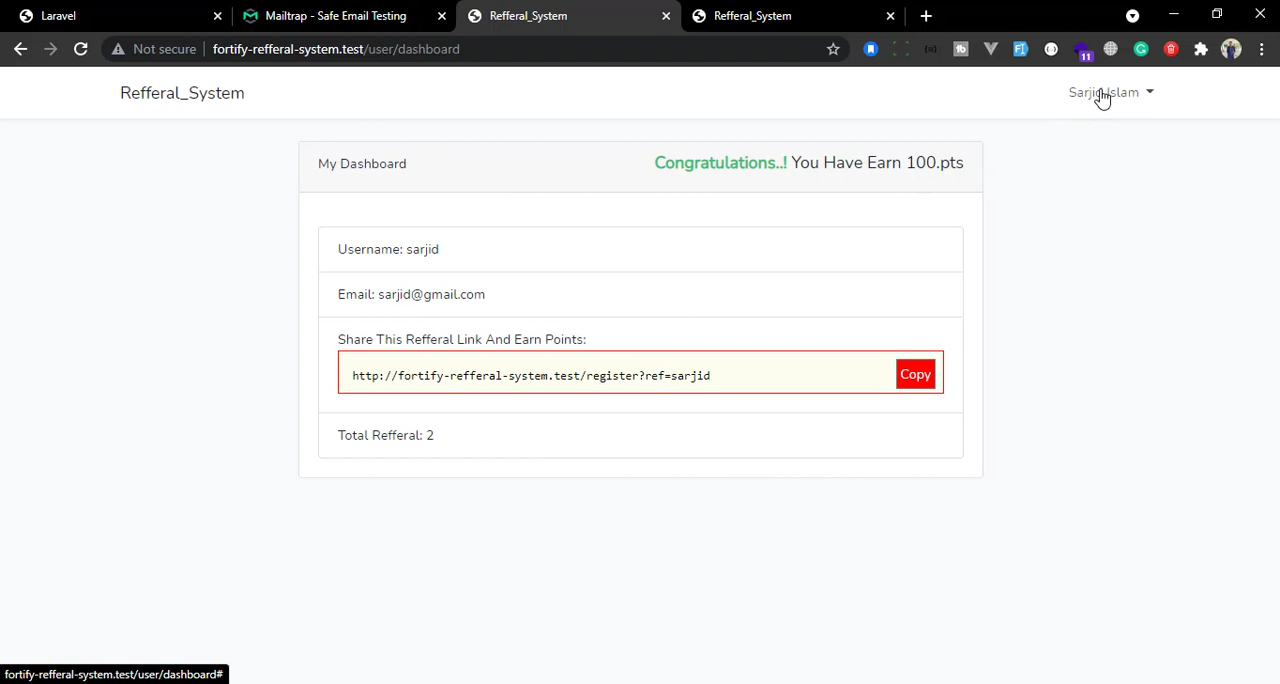 Laravel
Mailtrap - Safe Email Testing
Refferal_System
Refferal_System
Not secure
fortify-refferal-system.test/user/dashboard
11
Refferal_System
Sarjid Islam
My Dashboard
Congratulations..! You Have Earn 100.pts
Username: sarjid
Email: sarjid@gmail.com
Share This Refferal Link And Earn Points:
http://fortify-refferal-system.test/register?ref=sarjid
Copy
Total Refferal: 2
fortify-refferal-system.test/user/dashboard#